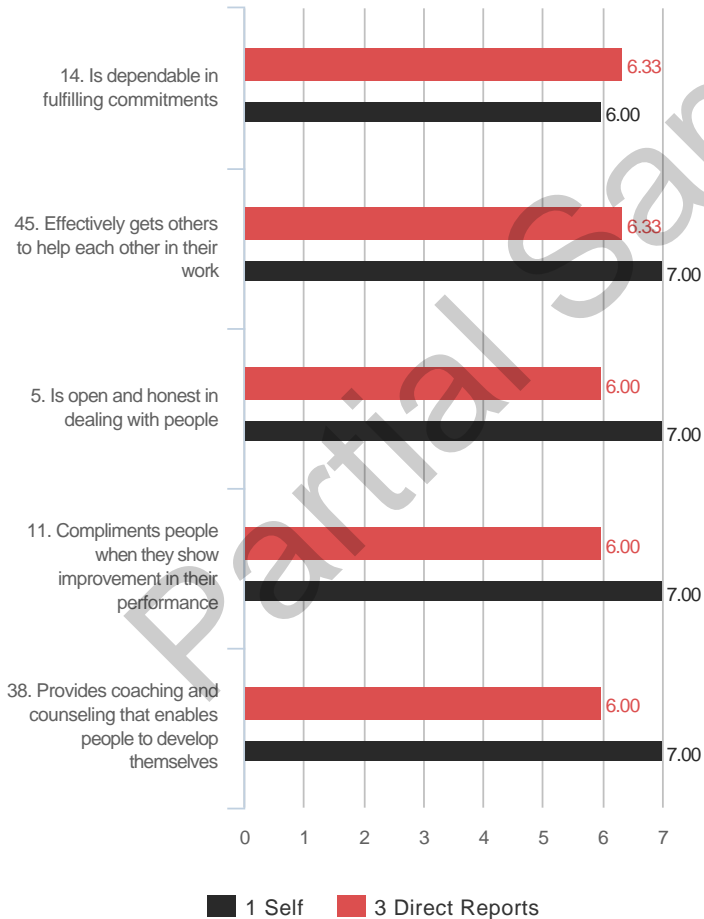 14. Is dependable in
fulfilling commitments
6.33
6.00
45. Effectively gets others
to help each other in their
work
6.33
7.00
5. Is open and honest in
dealing with people
6.00
7.00
11. Compliments people
when they show
improvement in their
performance
6.00
7.00
38. Provides coaching and
counseling that enables
people to develop
themselves
6.00
7.00
0 1 2 3 4 5 6 7
1 Self 3 Direct Reports
Partial